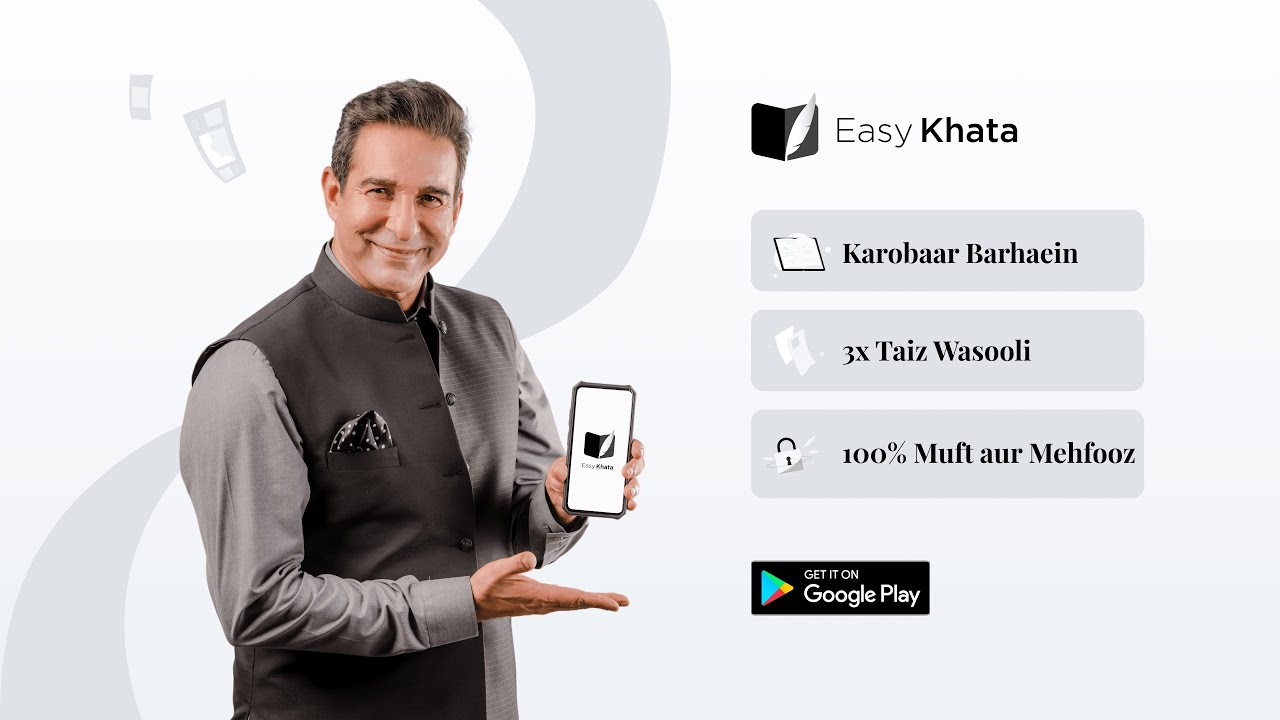 Easy Khata
Karobaar Barhaein
3x Taiz Wasooli
Easy Khata
100% Muft aur Mehfooz
GET IT ON
Google Play